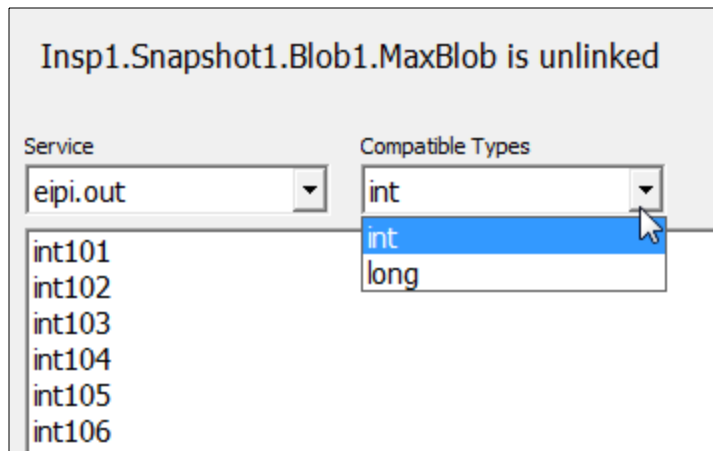 Insp1.Snapshot1.Blob1.MaxBlob is unlinked
Service
Compatible Types
eipi.out
int
int
long
int101
int102
int103
int104
int105
int106